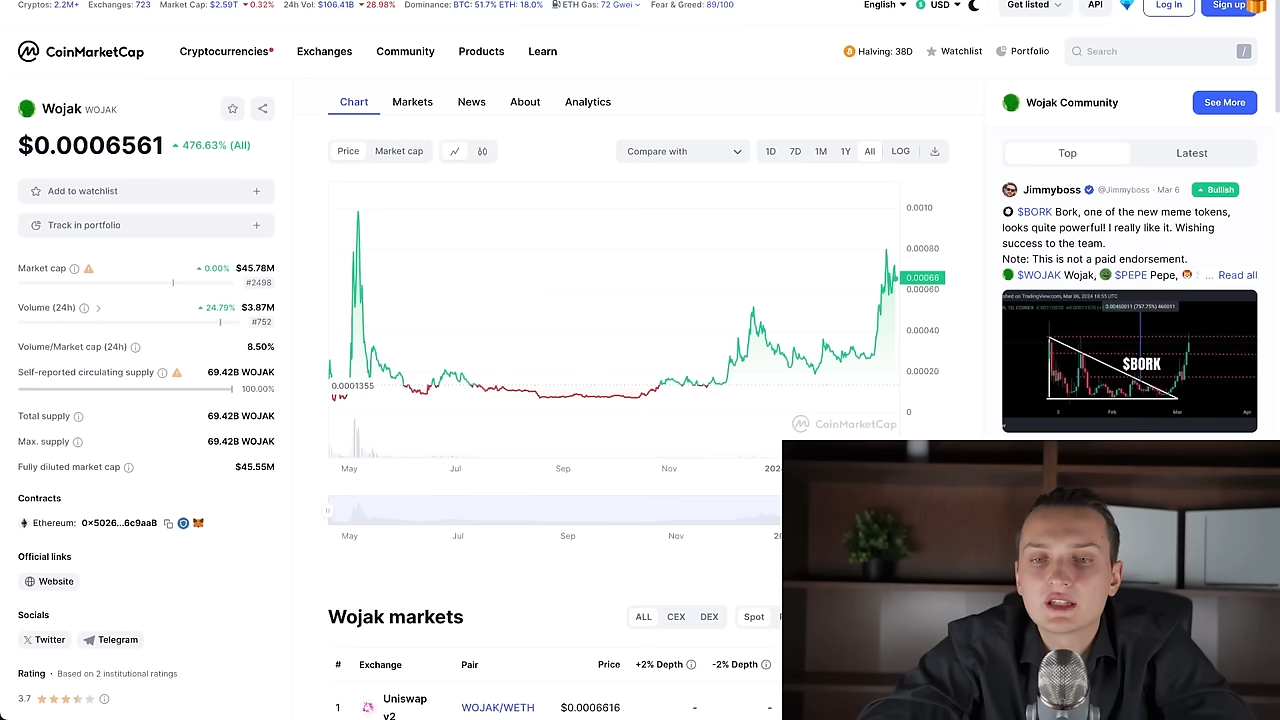 Cryptos: 2.2M+ Exchanges: 723 Market Cap: $2.59T 0.32% 24h Vol: $106.41B 28.98% Dominance: BTC: 51.7% ETH: 18.0% ETH Gas: 72 Gwei Fear & Greed: 89/100 English USD Get listed API Log In Sign up
CoinMarketCap Cryptocurrencies Exchanges Community Products Learn Halving: 38D Watchlist Portfolio Search /
Wojak WOJAK
$0.0006561 476.63% (All)
Add to watchlist +
Track in portfolio +
Market cap 0.00% $45.78M
#2498
Volume (24h) 24.79% $3.87M
#752
Volume/Market cap (24h) 8.50%
Self-reported circulating supply 69.42B WOJAK
100.00%
Total supply 69.42B WOJAK
Max. supply 69.42B WOJAK
Fully diluted market cap $45.55M
Contracts
Ethereum: 0x5026...6c9aaB
Official links
Website
Socials
Twitter Telegram
Rating · Based on 2 institutional ratings
3.7
Chart Markets News About Analytics
Price Market cap Compare with 1D 7D 1M 1Y All LOG
0.0010
0.00080
0.00066
0.00060
0.00040
0.00020
0.0001355
0
CoinMarketCap
May Jul Sep Nov 202
May Jul Sep Nov 20
Wojak markets ALL CEX DEX Spot
# Exchange Pair Price +2% Depth -2% Depth
1 Uniswap v2 WOJAK/WETH $0.0006616 - -
Wojak Community See More
Top Latest
Jimmyboss @Jimmyboss · Mar 6 Bullish
$BORK Bork, one of the new meme tokens,
looks quite powerful! I really like it. Wishing
success to the team.
Note: This is not a paid endorsement.
$WOJAK Wojak, $PEPE Pepe, ... Read all
$BORK
Feb Mar Apr